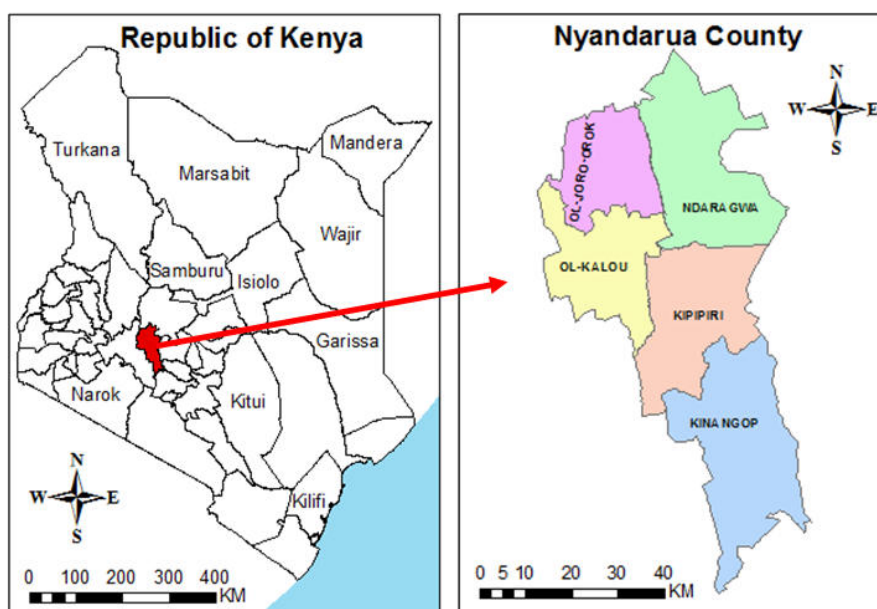 Republic of Kenya
Turkana
Marsabit
Mandera
Wajir
Samburu
Isiolo
Garissa
Narok
Kitui
Kilifi
N
W E
S
0 100 200 300 400
KM
Nyandarua County
N
W E
S
OL-JORO-OROK
NDARAGWA
OL-KALOU
KIPIPIRI
KINANGOP
0 5 10 20 30 40
KM